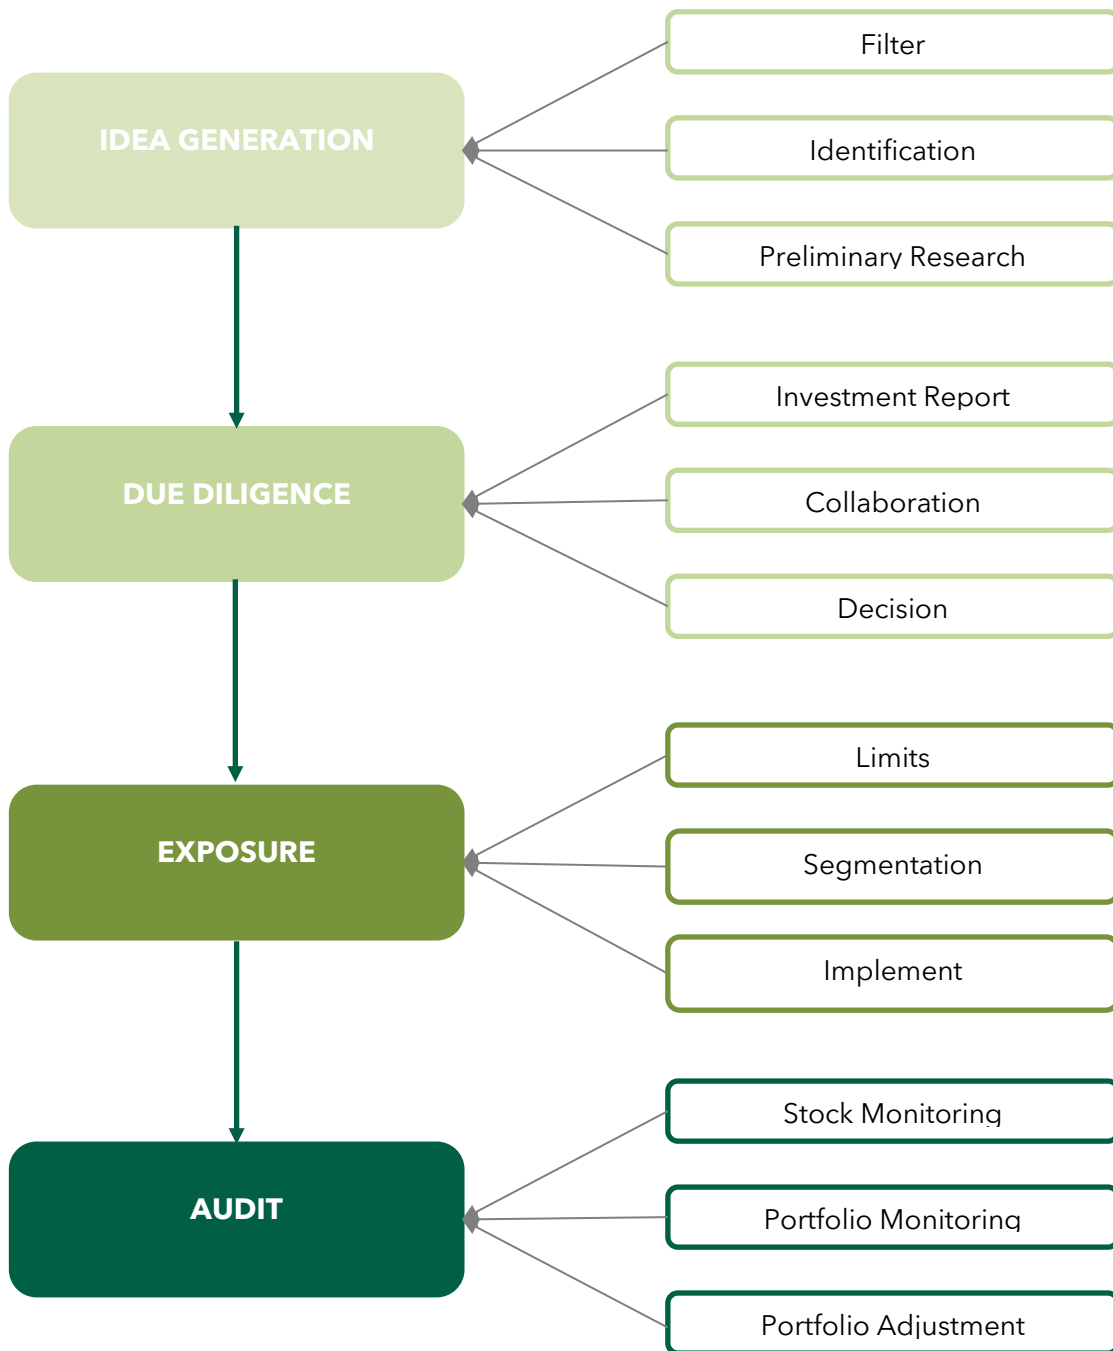 Filter
IDEA GENERATION
Identification
Preliminary Research
Investment Report
DUE DILIGENCE
Collaboration
Decision
Limits
EXPOSURE
Segmentation
Implement
Stock Monitoring
AUDIT
Portfolio Monitoring
Portfolio Adjustment